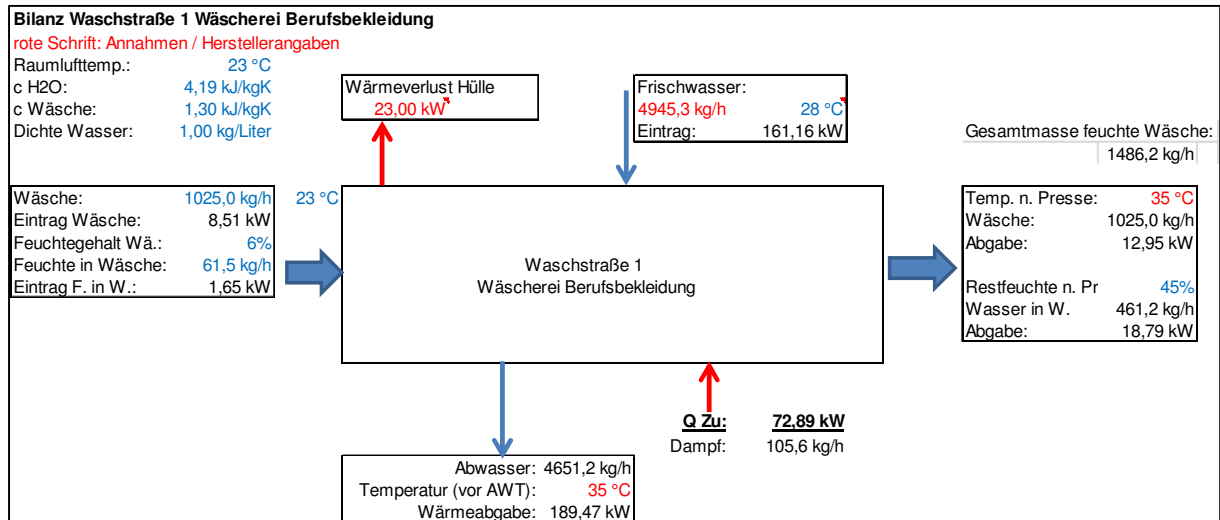 Bilanz Waschstraße 1 Wäscherei Berufsbekleidung
rote Schrift: Annahmen / Herstellerangaben
Raumlufttemp.: 23 °C
c H2O: 4,19 kJ/kgK
c Wäsche: 1,30 kJ/kgK
Dichte Wasser: 1,00 kg/Liter
Wärmeverlust Hülle
23,00 kW
Frischwasser:
4945,3 kg/h 28 °C
Eintrag: 161,16 kW
Gesamtmasse feuchte Wäsche:
1486,2 kg/h
Wäsche: 1025,0 kg/h 23 °C
Eintrag Wäsche: 8,51 kW
Feuchtegehalt Wä.: 6%
Feuchte in Wäsche: 61,5 kg/h
Eintrag F. in W.: 1,65 kW
Waschstraße 1
Wäscherei Berufsbekleidung
Temp. n. Presse: 35 °C
Wäsche: 1025,0 kg/h
Abgabe: 12,95 kW
Restfeuchte n. Pr 45%
Wasser in W. 461,2 kg/h
Abgabe: 18,79 kW
Q Zu: 72,89 kW
Dampf: 105,6 kg/h
Abwasser: 4651,2 kg/h
Temperatur (vor AWT): 35 °C
Wärmeabgabe: 189,47 kW